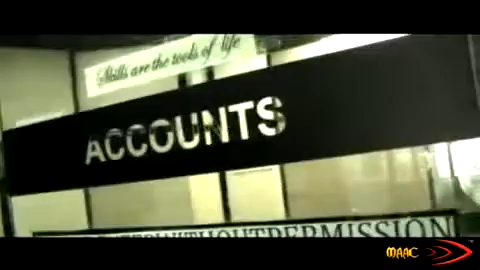 Skills are the tools of life
ACCOUNTS
WITHOUT PERMISSION
MAAC